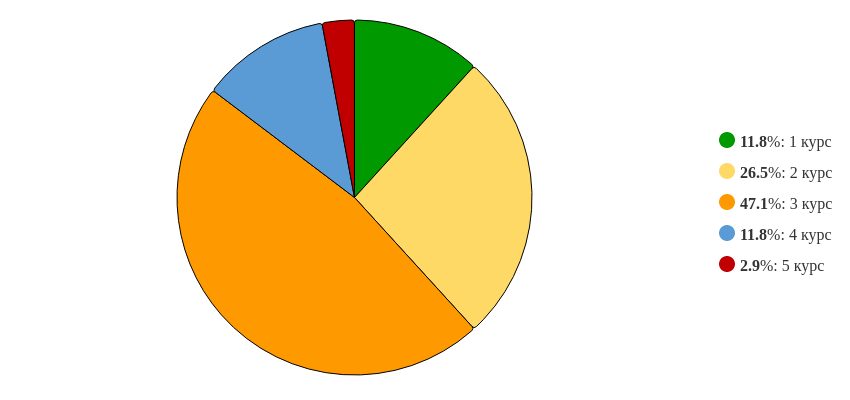 11.8%: 1 курс
26.5%: 2 курс
47.1%: 3 курс
11.8%: 4 курс
2.9%: 5 курс